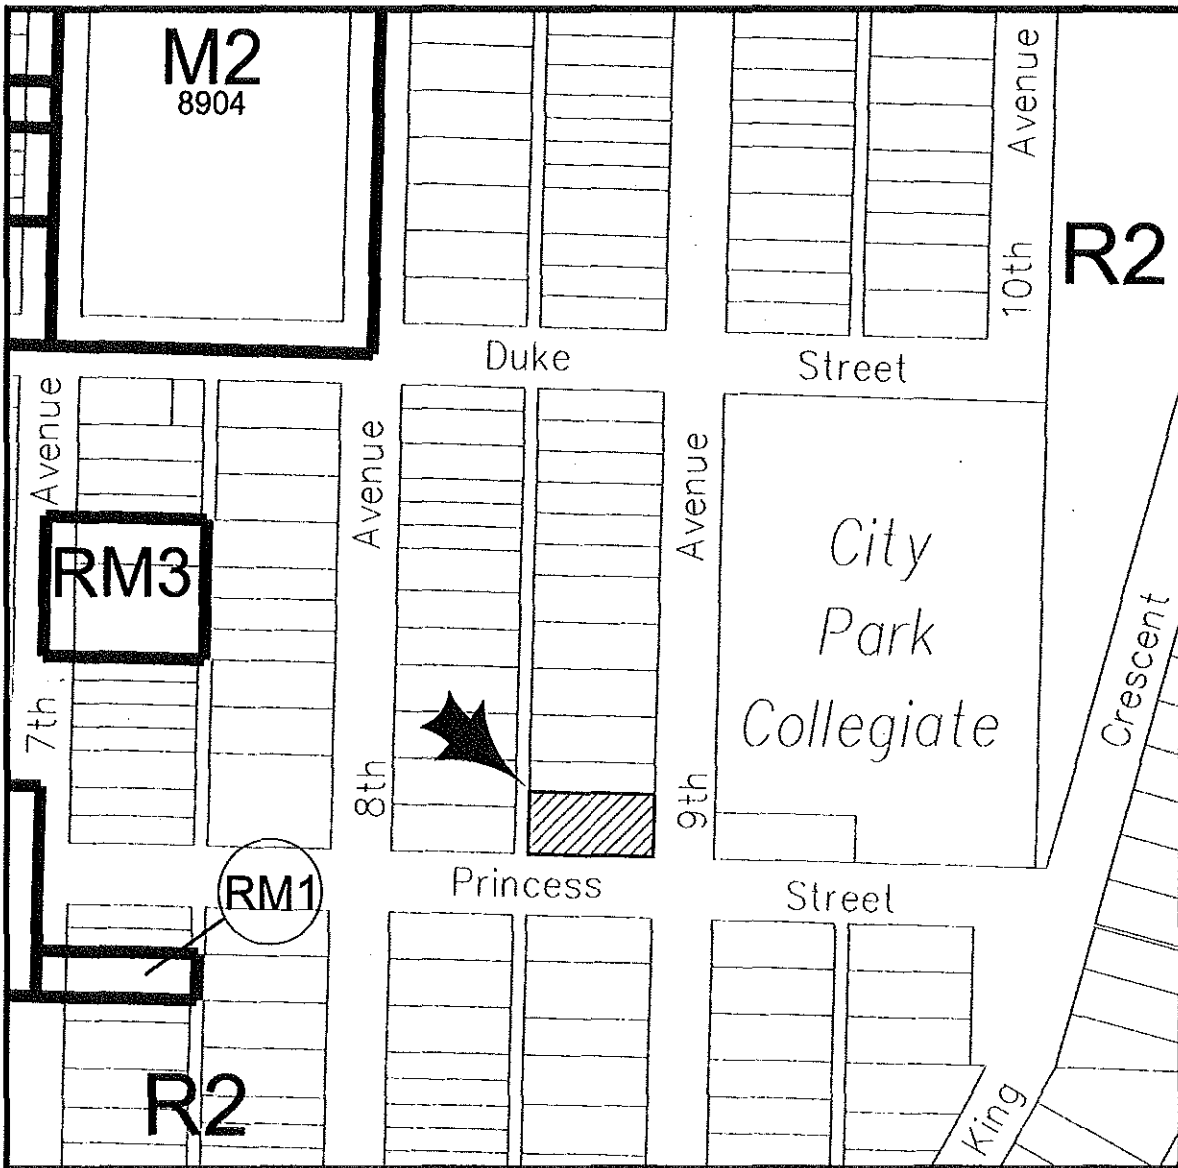 M2
8904
Avenue
10th
R2
Duke Street
Avenue
7th
Avenue
8th
Avenue
9th
RM3
City
Park
Collegiate
Crescent
King
Princess Street
RM1
R2